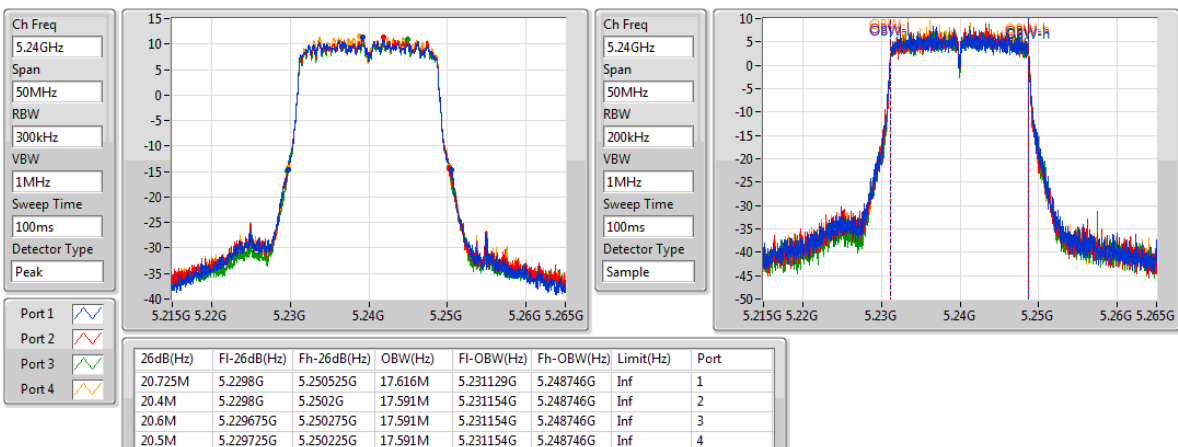 Ch Freq
5.24GHz
Span
50MHz
RBW
300kHz
VBW
1MHz
Sweep Time
100ms
Detector Type
Peak
Port 1
Port 2
Port 3
Port 4
15
10
5
0
-5
-10
-15
-20
-25
-30
-35
-40
5.215G 5.22G 5.23G 5.24G 5.25G 5.26G 5.265G
Ch Freq
5.24GHz
Span
50MHz
RBW
200kHz
VBW
1MHz
Sweep Time
100ms
Detector Type
Sample
10
5
0
-5
-10
-15
-20
-25
-30
-35
-40
-45
-50
OBW-l OBW-h
5.215G 5.22G 5.23G 5.24G 5.25G 5.26G 5.265G
26dB(Hz) Fl-26dB(Hz) Fh-26dB(Hz) OBW(Hz) Fl-OBW(Hz) Fh-OBW(Hz) Limit(Hz) Port
20.725M 5.2298G 5.250525G 17.616M 5.231129G 5.248746G Inf 1
20.4M 5.2298G 5.2502G 17.591M 5.231154G 5.248746G Inf 2
20.6M 5.229675G 5.250275G 17.591M 5.231154G 5.248746G Inf 3
20.5M 5.229725G 5.250225G 17.591M 5.231154G 5.248746G Inf 4